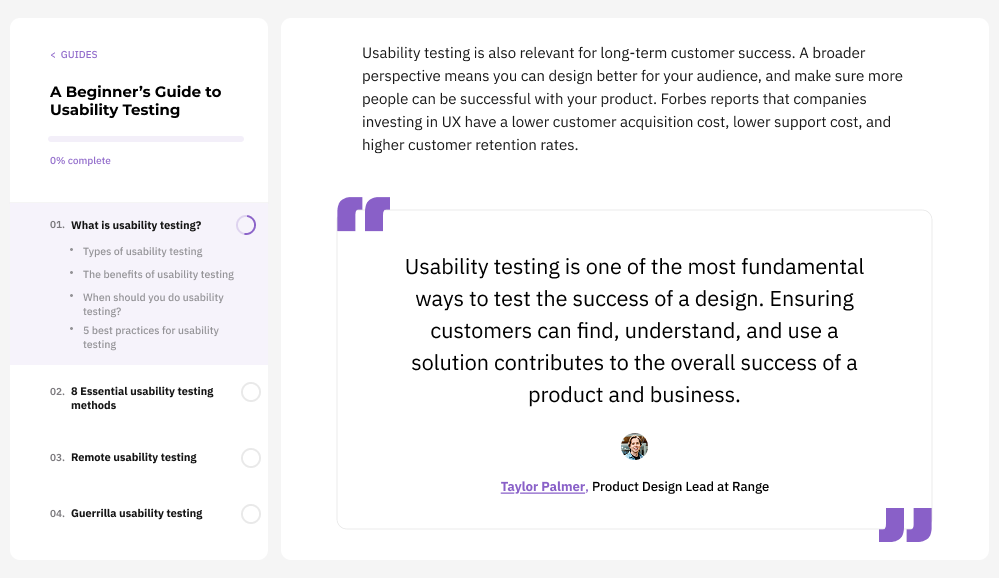 < GUIDES
A Beginner’s Guide to
Usability Testing
0% complete
01. What is usability testing?
• Types of usability testing
• The benefits of usability testing
• When should you do usability
testing?
• 5 best practices for usability
testing
02. 8 Essential usability testing
methods
03. Remote usability testing
04. Guerrilla usability testing
Usability testing is also relevant for long-term customer success. A broader
perspective means you can design better for your audience, and make sure more
people can be successful with your product. Forbes reports that companies
investing in UX have a lower customer acquisition cost, lower support cost, and
higher customer retention rates.
“
Usability testing is one of the most fundamental
ways to test the success of a design. Ensuring
customers can find, understand, and use a
solution contributes to the overall success of a
product and business.
Taylor Palmer, Product Design Lead at Range
”